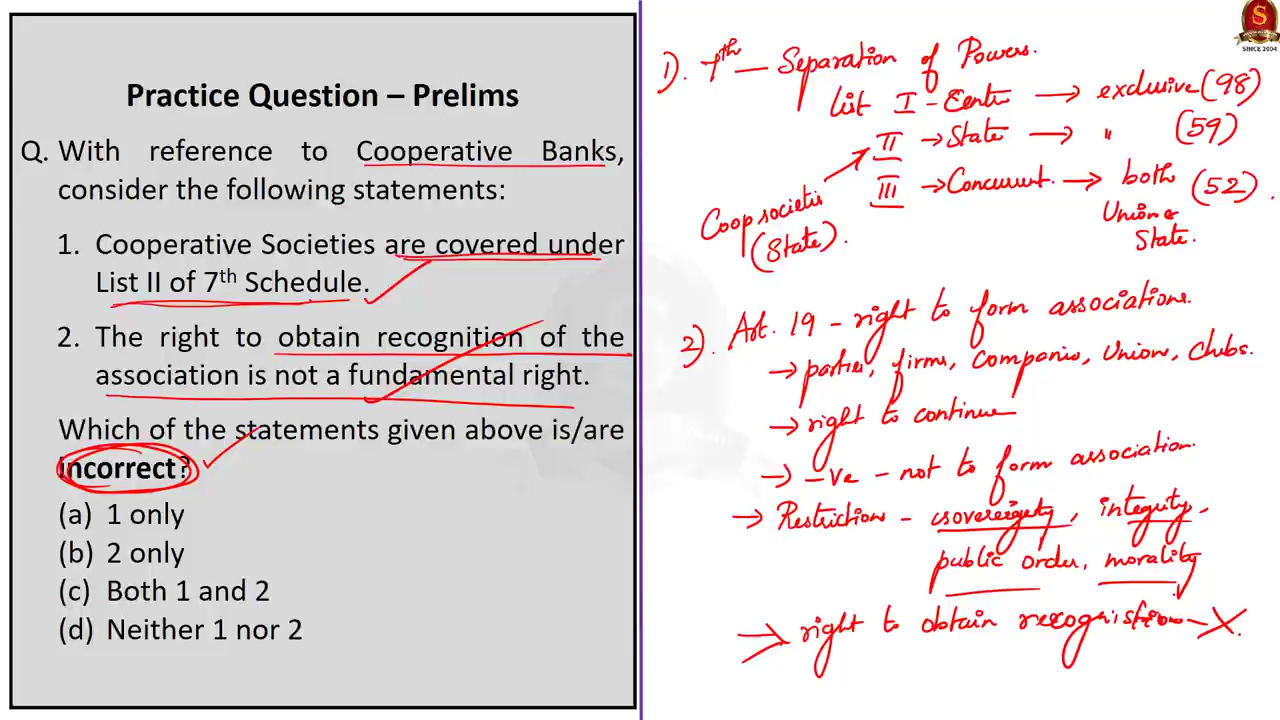 Practice Question – Prelims
Q. With reference to Cooperative Banks,
consider the following statements:
1. Cooperative Societies are covered under
List II of 7th Schedule.
2. The right to obtain recognition of the
association is not a fundamental right.
Which of the statements given above is/are
incorrect?
(a) 1 only
(b) 2 only
(c) Both 1 and 2
(d) Neither 1 nor 2
S
SINCE 2004
1). 7th — Separation of Powers.
List I - Centre → exclusive (98)
II → State → " (59)
III → Concurrent. → both (52).
Union &
State.
Coop societies
(State).
2). Art. 19 - right to form associations.
→ parties, firms, Companies, Union, Clubs.
→ right to continue
→ -ve - not to form association.
→ Restrictions - sovereignty, integrity,
public order, morality
→ right to obtain recognistion - X.